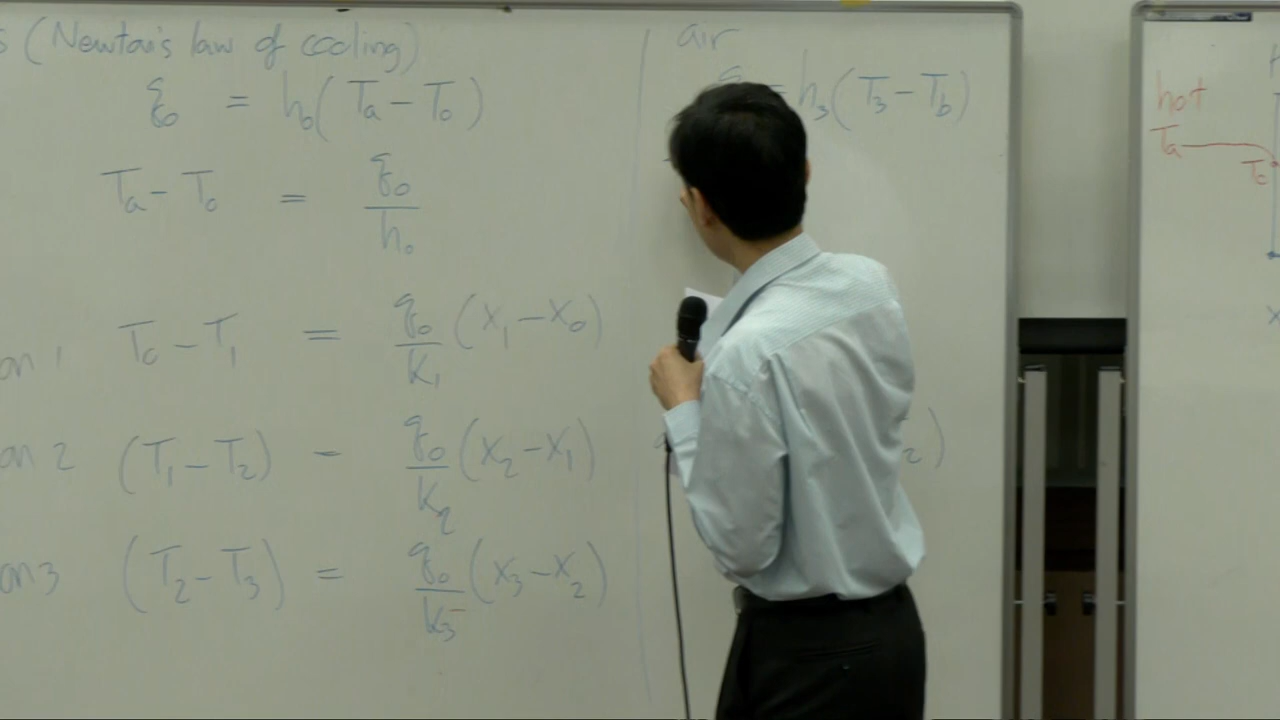 s (Newton's law of cooling)
q₀ = h₀(Tₐ - T₀)
Tₐ - T₀ = q₀/h₀
on 1 T₀ - T₁ = q₀/k₁ (x₁ - x₀)
on 2 (T₁ - T₂) = q₀/k₂ (x₂ - x₁)
on 3 (T₂ - T₃) = q₀/k₃ (x₃ - x₂)
air
= h₃(T₃ - T_b)
₂)
hot
Tₐ
T₀
x